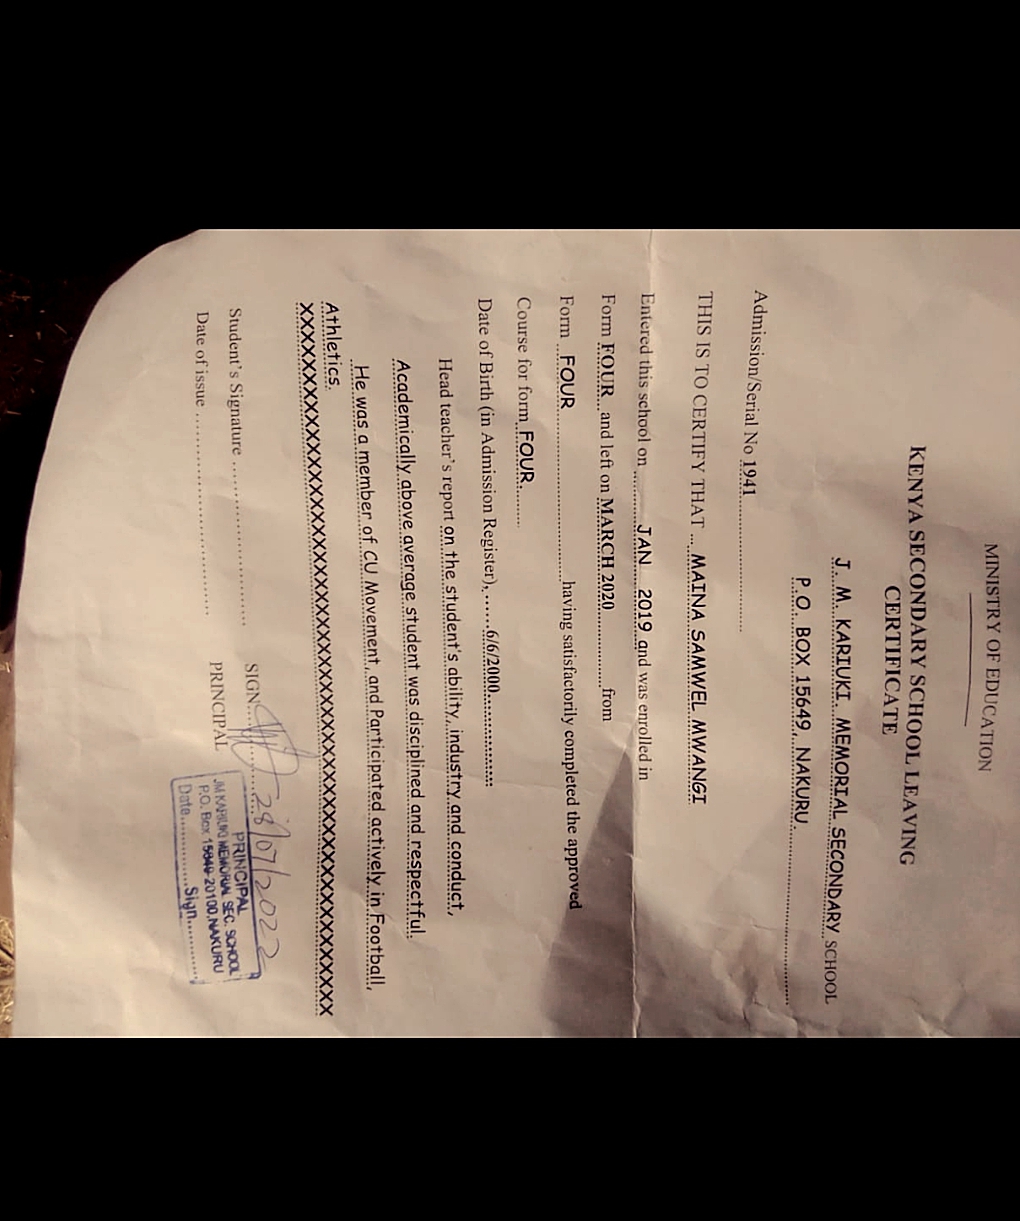 MINISTRY OF EDUCATION
KENYA SECONDARY SCHOOL LEAVING
CERTIFICATE
J. M. KARIUKI. MEMORIAL SECONDARY SCHOOL
P.O. BOX 15649, NAKURU.
Admission/Serial No 1941
THIS IS TO CERTIFY THAT ... MAINA SAMWEL MWANGI
Entered this school on ...... JAN 2019 and was enrolled in
Form FOUR ... and left on MARCH 2020 ............ from
Form ... FOUR ............ having satisfactorily completed the approved
Course for form FOUR.........
Date of Birth (in Admission Register), ......6/6/2000..................
Head teacher's report on the student's ability, industry and conduct,
Academically above average student was disciplined and respectful.
He was a member of CU Movement, and Participated actively in Football,
Athletics.
XXXXXXXXXXXXXXXXXXXXXXXXXXXXXXXXXXXXXXXXXXXXXXXXXXXXXXXXXXXX
Student's Signature .............................. SIGN............
28/07/2022
Date of issue .............................. PRINCIPAL
PRINCIPAL
JM KARIUKI MEMORIAL SEC. SCHOOL
P.O. Box 15649-20100, NAKURU
Date............Sign............